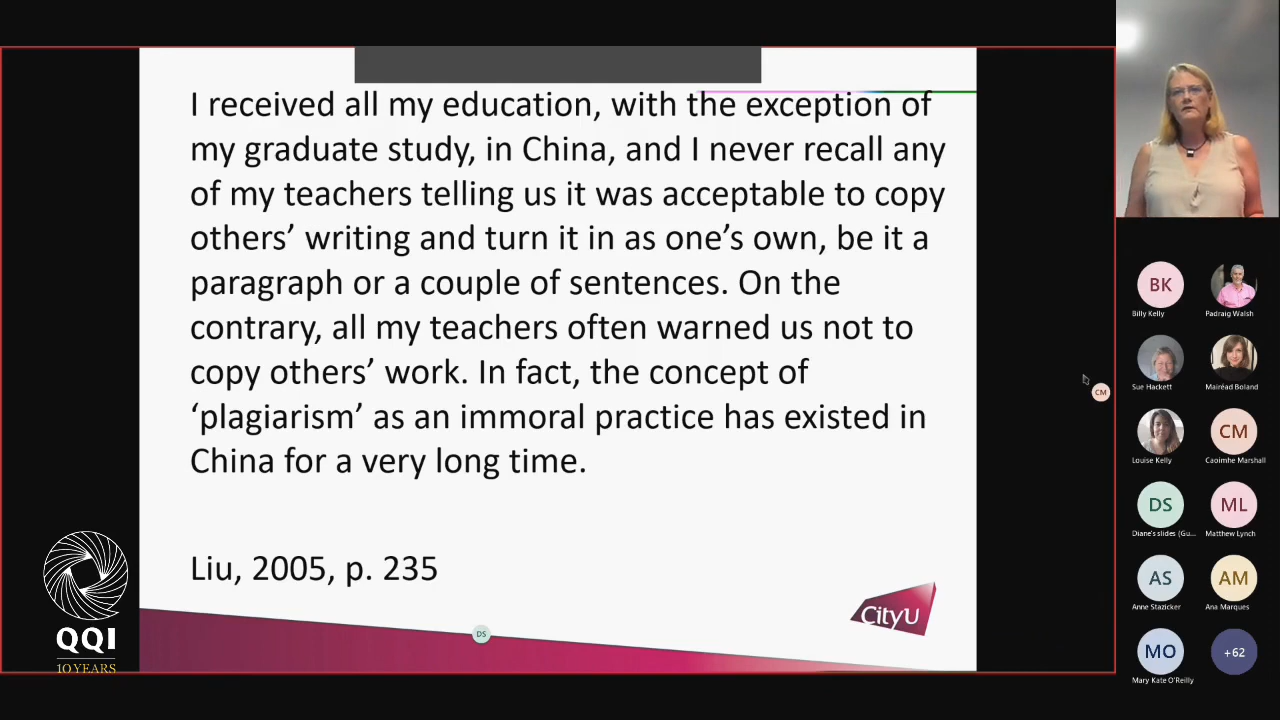 I received all my education, with the exception of
my graduate study, in China, and I never recall any
of my teachers telling us it was acceptable to copy
others’ writing and turn it in as one’s own, be it a
paragraph or a couple of sentences. On the
contrary, all my teachers often warned us not to
copy others’ work. In fact, the concept of
‘plagiarism’ as an immoral practice has existed in
China for a very long time.
Liu, 2005, p. 235
CityU
DS
QQI
10 YEARS
CM
BK
Billy Kelly
Padraig Walsh
Sue Hackett
Mairéad Boland
Louise Kelly
CM
Caoimhe Marshall
DS
Diane's slides (Gu...
ML
Matthew Lynch
AS
Anne Stazicker
AM
Ana Marques
MO
Mary Kate O'Reilly
+62